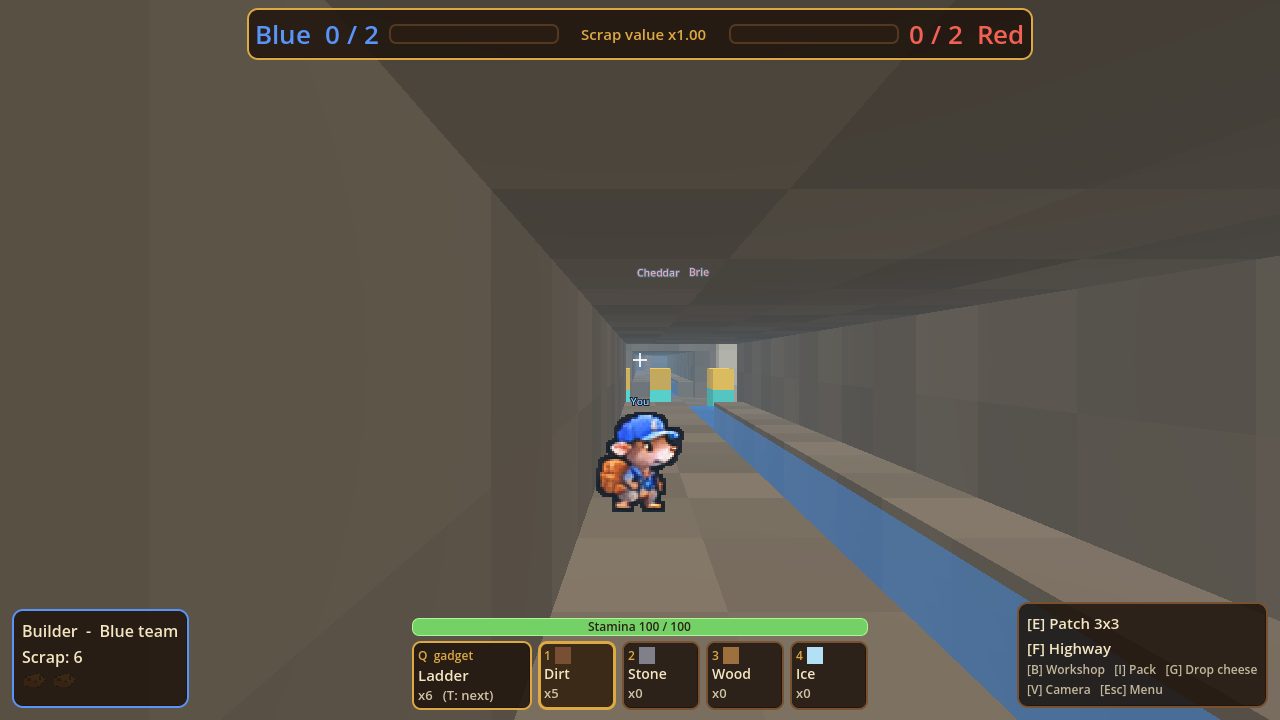 Blue 0 / 2
Scrap value x1.00
0 / 2 Red
Cheddar Brie
You
Builder - Blue team
Scrap: 6
Stamina 100 / 100
Q gadget
Ladder
x6 (T: next)
1
Dirt
x5
2
Stone
x0
3
Wood
x0
4
Ice
x0
[E] Patch 3x3
[F] Highway
[B] Workshop [I] Pack [G] Drop cheese
[V] Camera [Esc] Menu